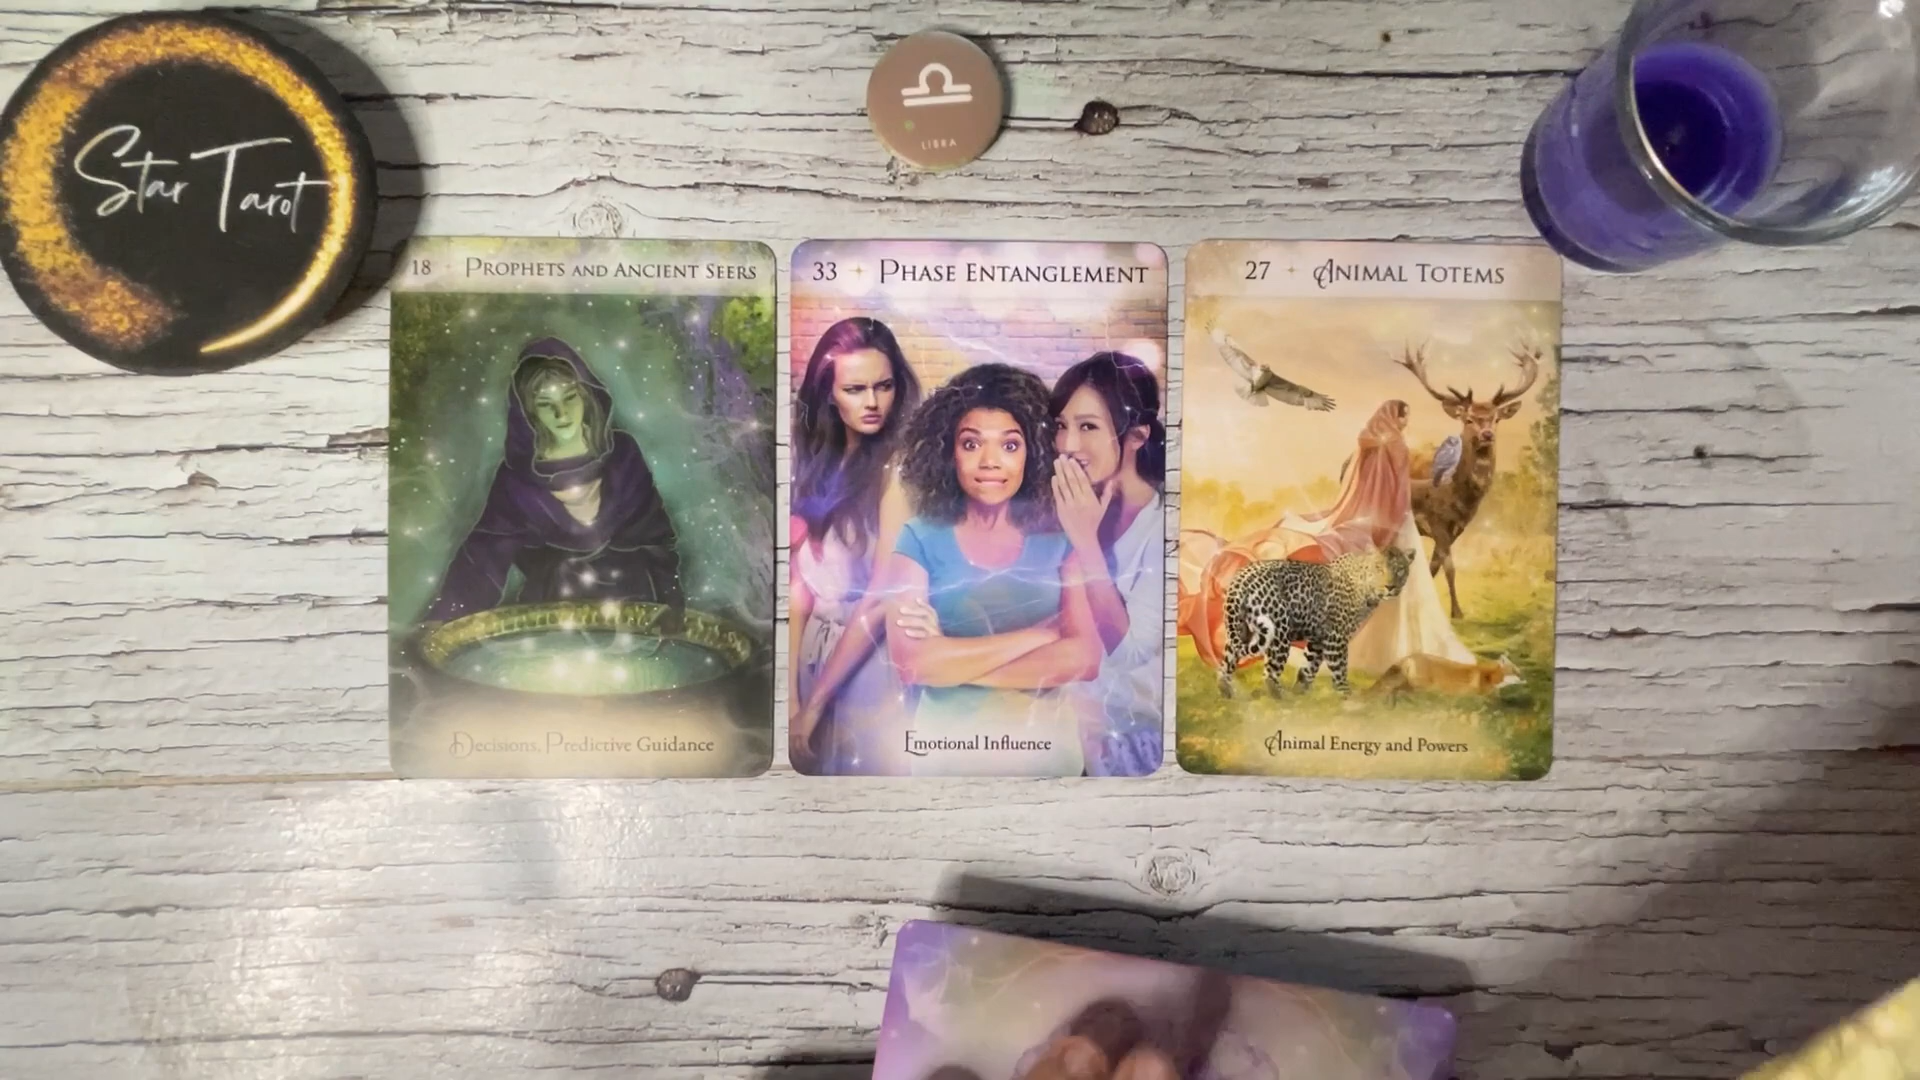 Star Tarot
LIBRA
18 PROPHETS AND ANCIENT SEERS
Decisions, Predictive Guidance
33 PHASE ENTANGLEMENT
Emotional Influence
27 ANIMAL TOTEMS
Animal Energy and Powers